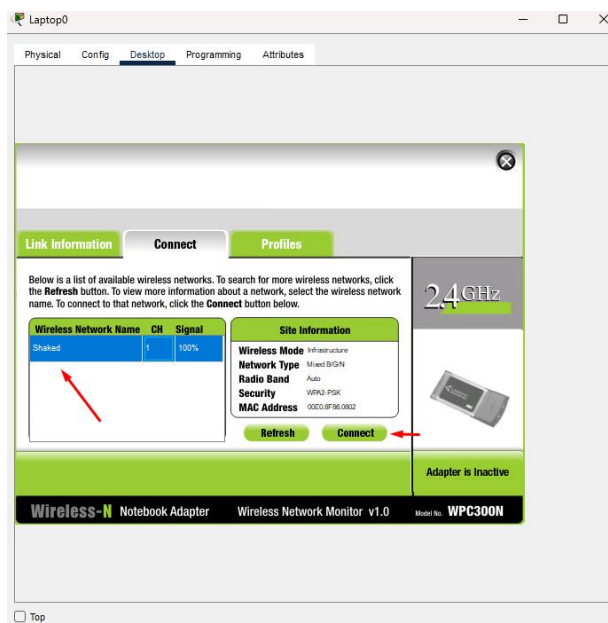 Laptop0
Physical Config Desktop Programming Attributes
Link Information Connect Profiles
Below is a list of available wireless networks. To search for more wireless networks, click
the Refresh button. To view more information about a network, select the wireless network
name. To connect to that network, click the Connect button below.
2.4GHz
Wireless Network Name CH Signal
Shaked 1 100%
Site Information
Wireless Mode Infrastructure
Network Type Mixed B/G/N
Radio Band Auto
Security WPA2-PSK
MAC Address 00E0.8F86.0802
Refresh Connect
Adapter is Inactive
Wireless-N Notebook Adapter Wireless Network Monitor v1.0 Model No. WPC300N
Top